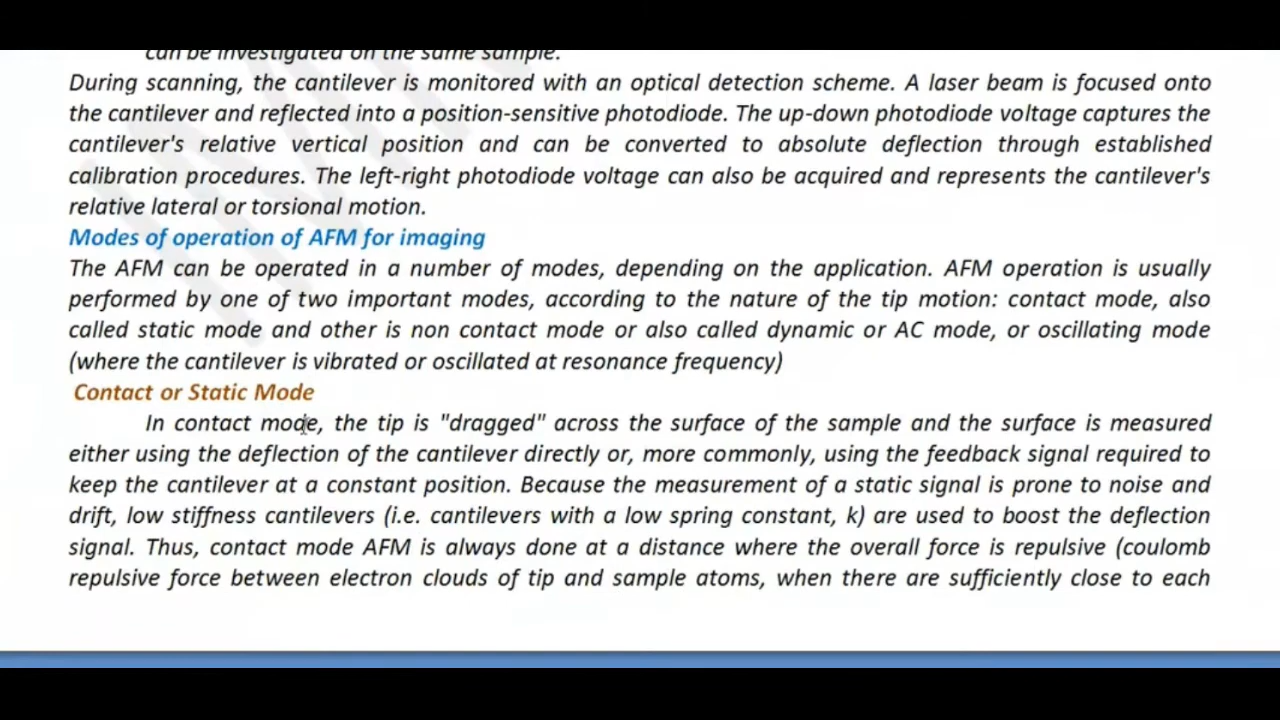 can be investigated on the same sample.
During scanning, the cantilever is monitored with an optical detection scheme. A laser beam is focused onto
the cantilever and reflected into a position-sensitive photodiode. The up-down photodiode voltage captures the
cantilever's relative vertical position and can be converted to absolute deflection through established
calibration procedures. The left-right photodiode voltage can also be acquired and represents the cantilever's
relative lateral or torsional motion.
Modes of operation of AFM for imaging
The AFM can be operated in a number of modes, depending on the application. AFM operation is usually
performed by one of two important modes, according to the nature of the tip motion: contact mode, also
called static mode and other is non contact mode or also called dynamic or AC mode, or oscillating mode
(where the cantilever is vibrated or oscillated at resonance frequency)
Contact or Static Mode
In contact mode, the tip is "dragged" across the surface of the sample and the surface is measured
either using the deflection of the cantilever directly or, more commonly, using the feedback signal required to
keep the cantilever at a constant position. Because the measurement of a static signal is prone to noise and
drift, low stiffness cantilevers (i.e. cantilevers with a low spring constant, k) are used to boost the deflection
signal. Thus, contact mode AFM is always done at a distance where the overall force is repulsive (coulomb
repulsive force between electron clouds of tip and sample atoms, when there are sufficiently close to each